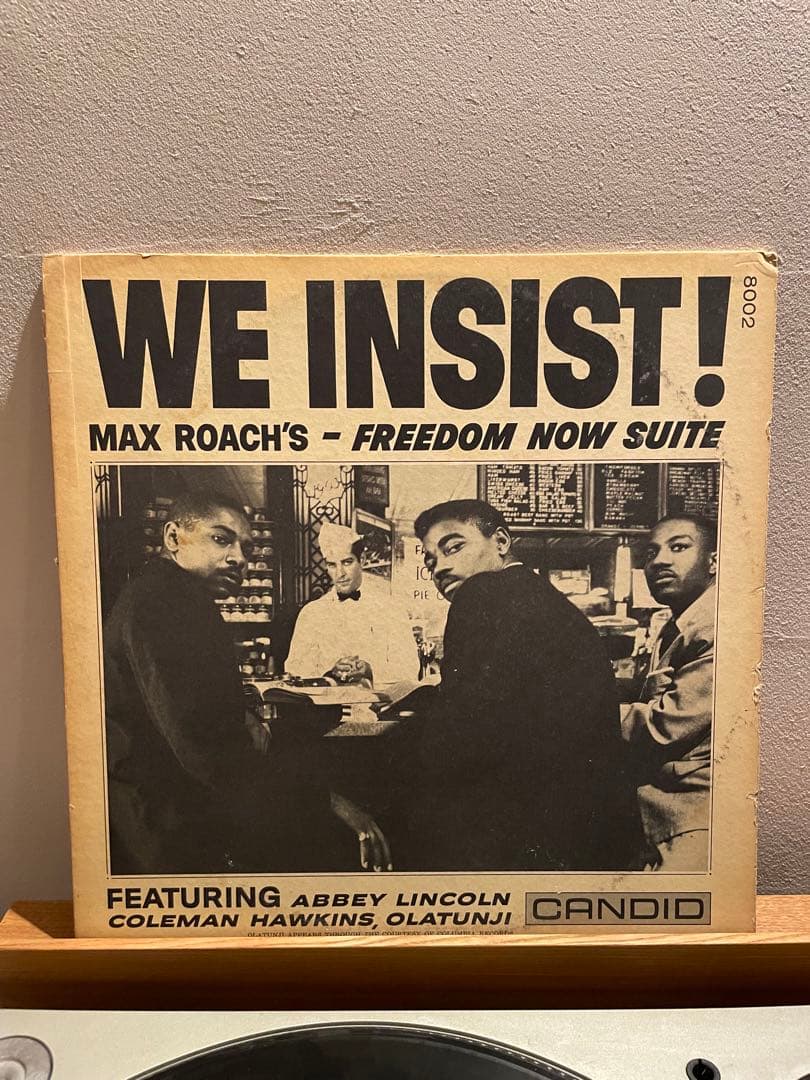 WE INSIST!
8002
MAX ROACH'S - FREEDOM NOW SUITE
PIE
FEATURING ABBEY LINCOLN
COLEMAN HAWKINS, OLATUNJI
CANDID
OLATUNJI APPEARS THROUGH THE COURTESY OF COLUMBIA RECORDS